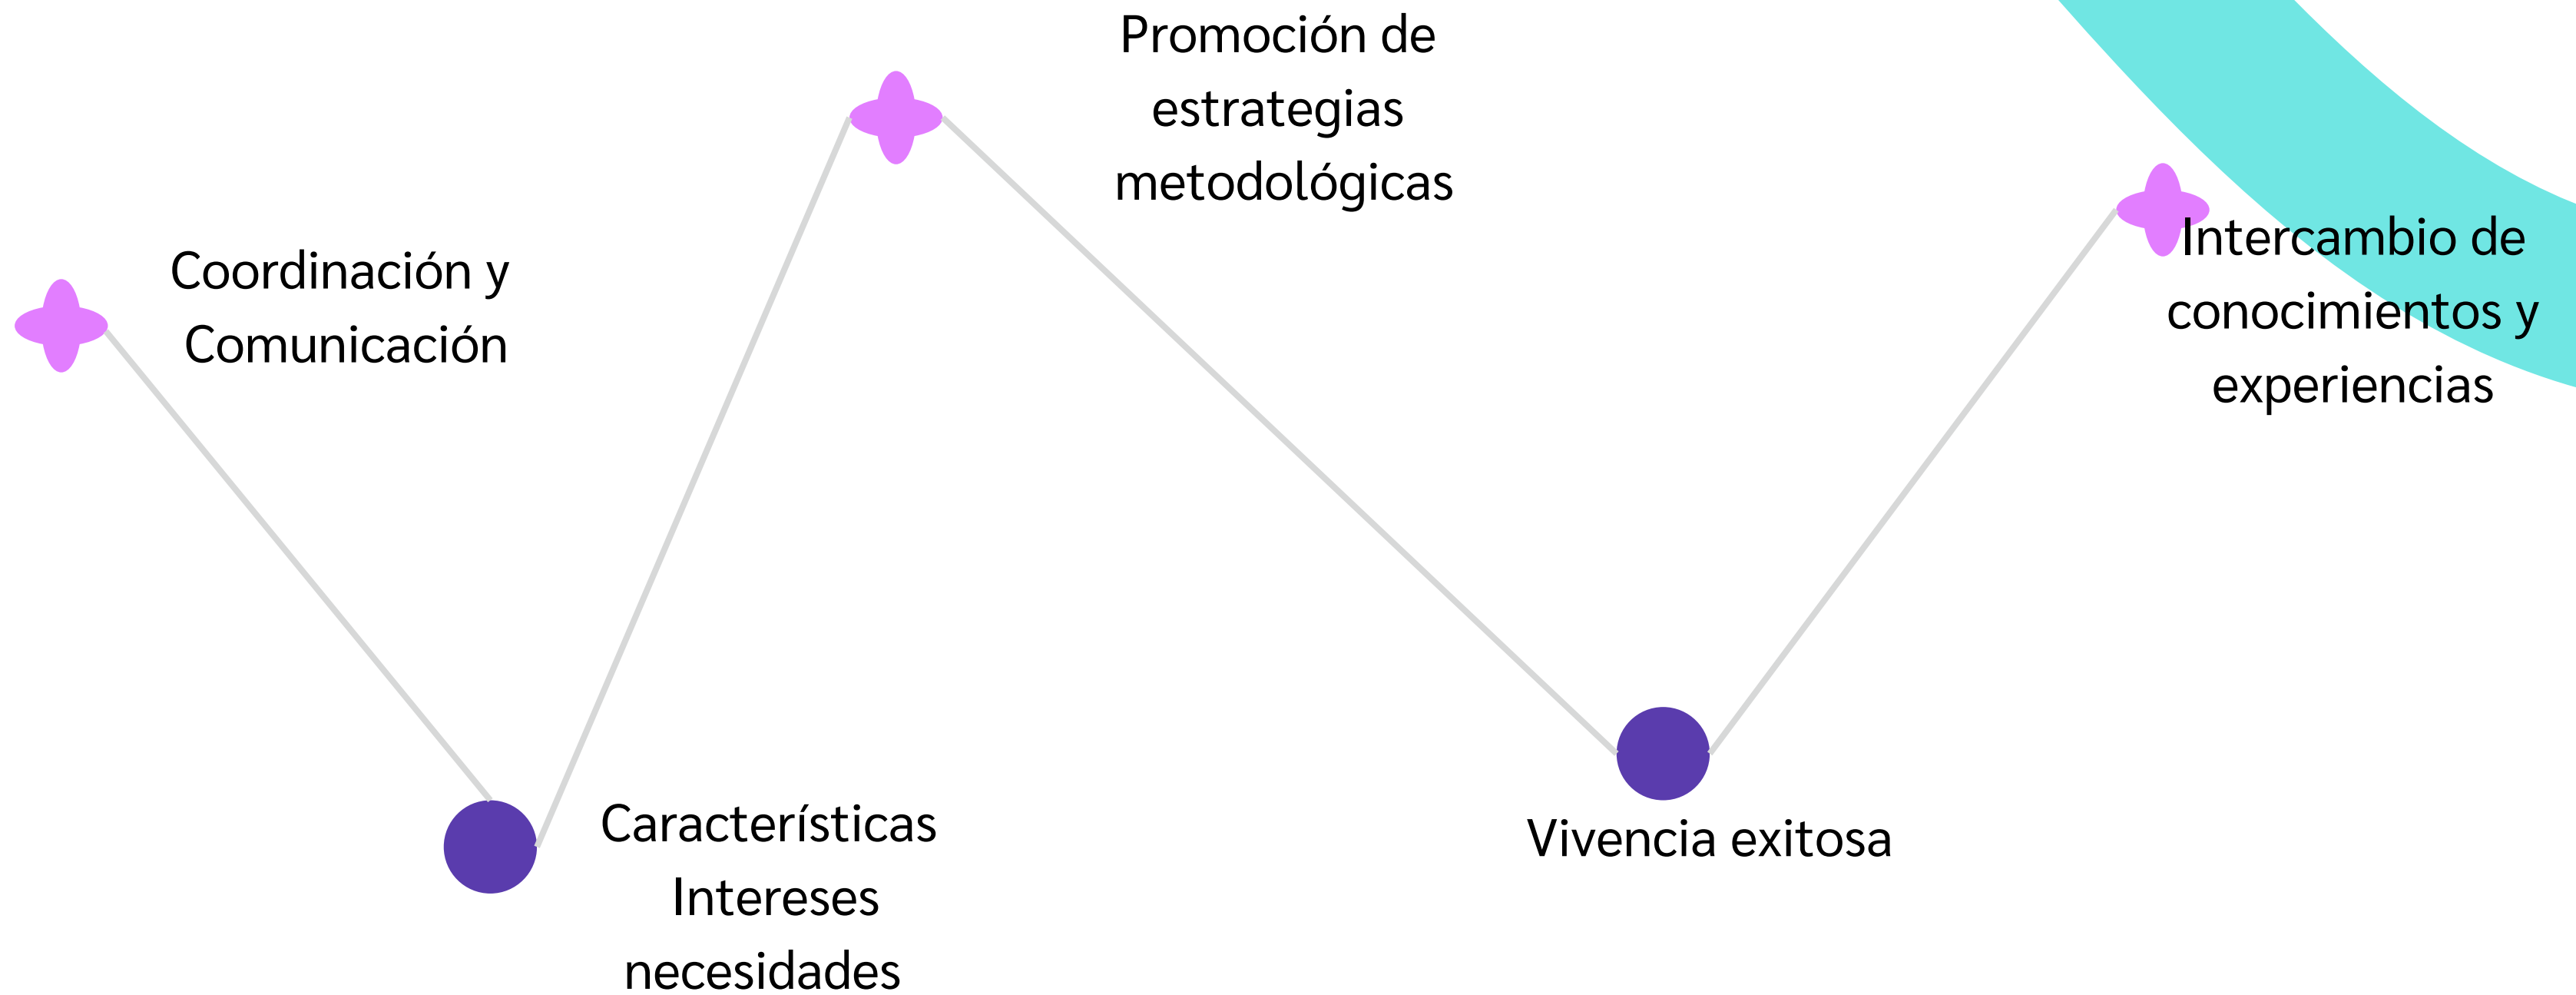 Coordinación y
Comunicación
Características
Intereses
necesidades
Promoción de
estrategias
metodológicas
Vivencia exitosa
Intercambio de
conocimientos y
experiencias